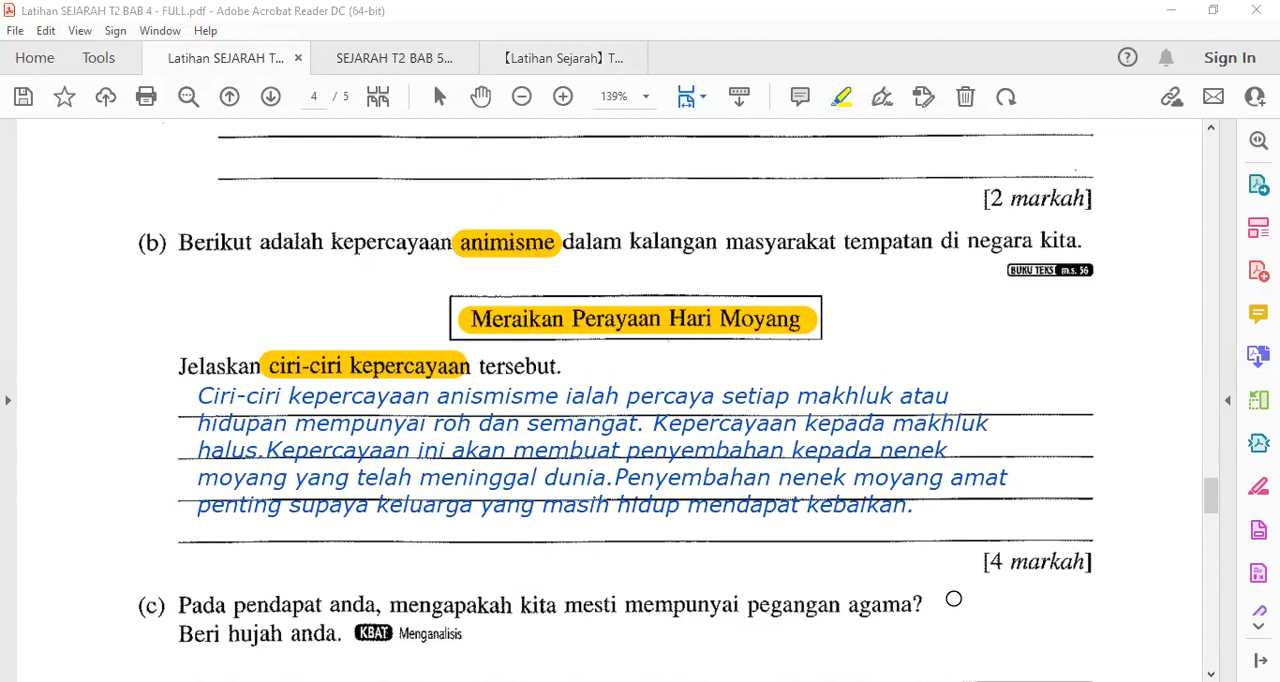 Latihan SEJARAH T2 BAB 4 - FULL.pdf - Adobe Acrobat Reader DC (64-bit)
File Edit View Sign Window Help
Home Tools Latihan SEJARAH T... × SEJARAH T2 BAB 5... 【Latihan Sejarah】T... Sign In
4 / 5 139%
[2 markah]
(b) Berikut adalah kepercayaan animisme dalam kalangan masyarakat tempatan di negara kita.
BUKU TEKS m.s. 56
Meraikan Perayaan Hari Moyang
Jelaskan ciri-ciri kepercayaan tersebut.
Ciri-ciri kepercayaan anismisme ialah percaya setiap makhluk atau
hidupan mempunyai roh dan semangat. Kepercayaan kepada makhluk
halus.Kepercayaan ini akan membuat penyembahan kepada nenek
moyang yang telah meninggal dunia.Penyembahan nenek moyang amat
penting supaya keluarga yang masih hidup mendapat kebaikan.
[4 markah]
(c) Pada pendapat anda, mengapakah kita mesti mempunyai pegangan agama?
Beri hujah anda. KBAT Menganalisis